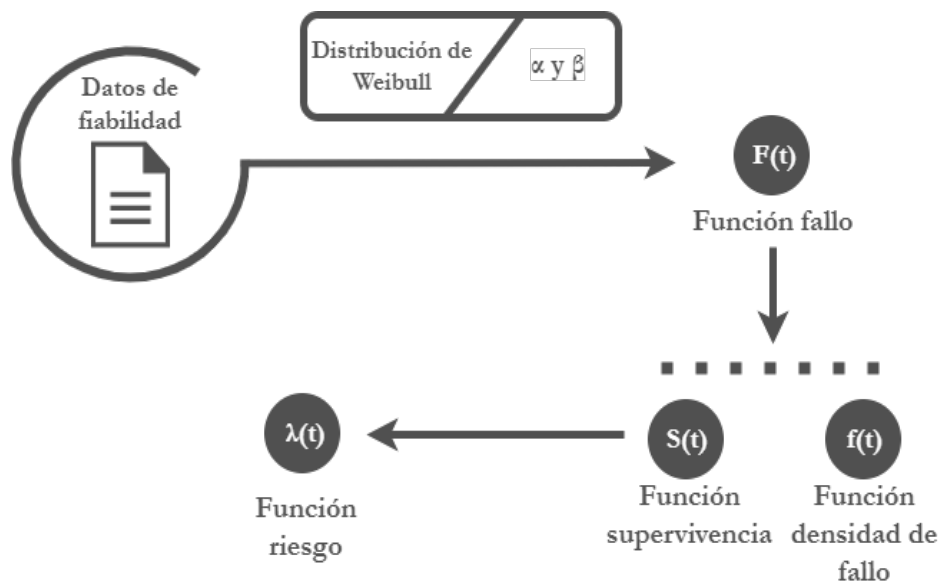 Distribución de
Weibull
α y β
Datos de
fiabilidad
F(t)
Función fallo
λ(t)
S(t)
f(t)
Función
riesgo
Función
supervivencia
Función
densidad de
fallo